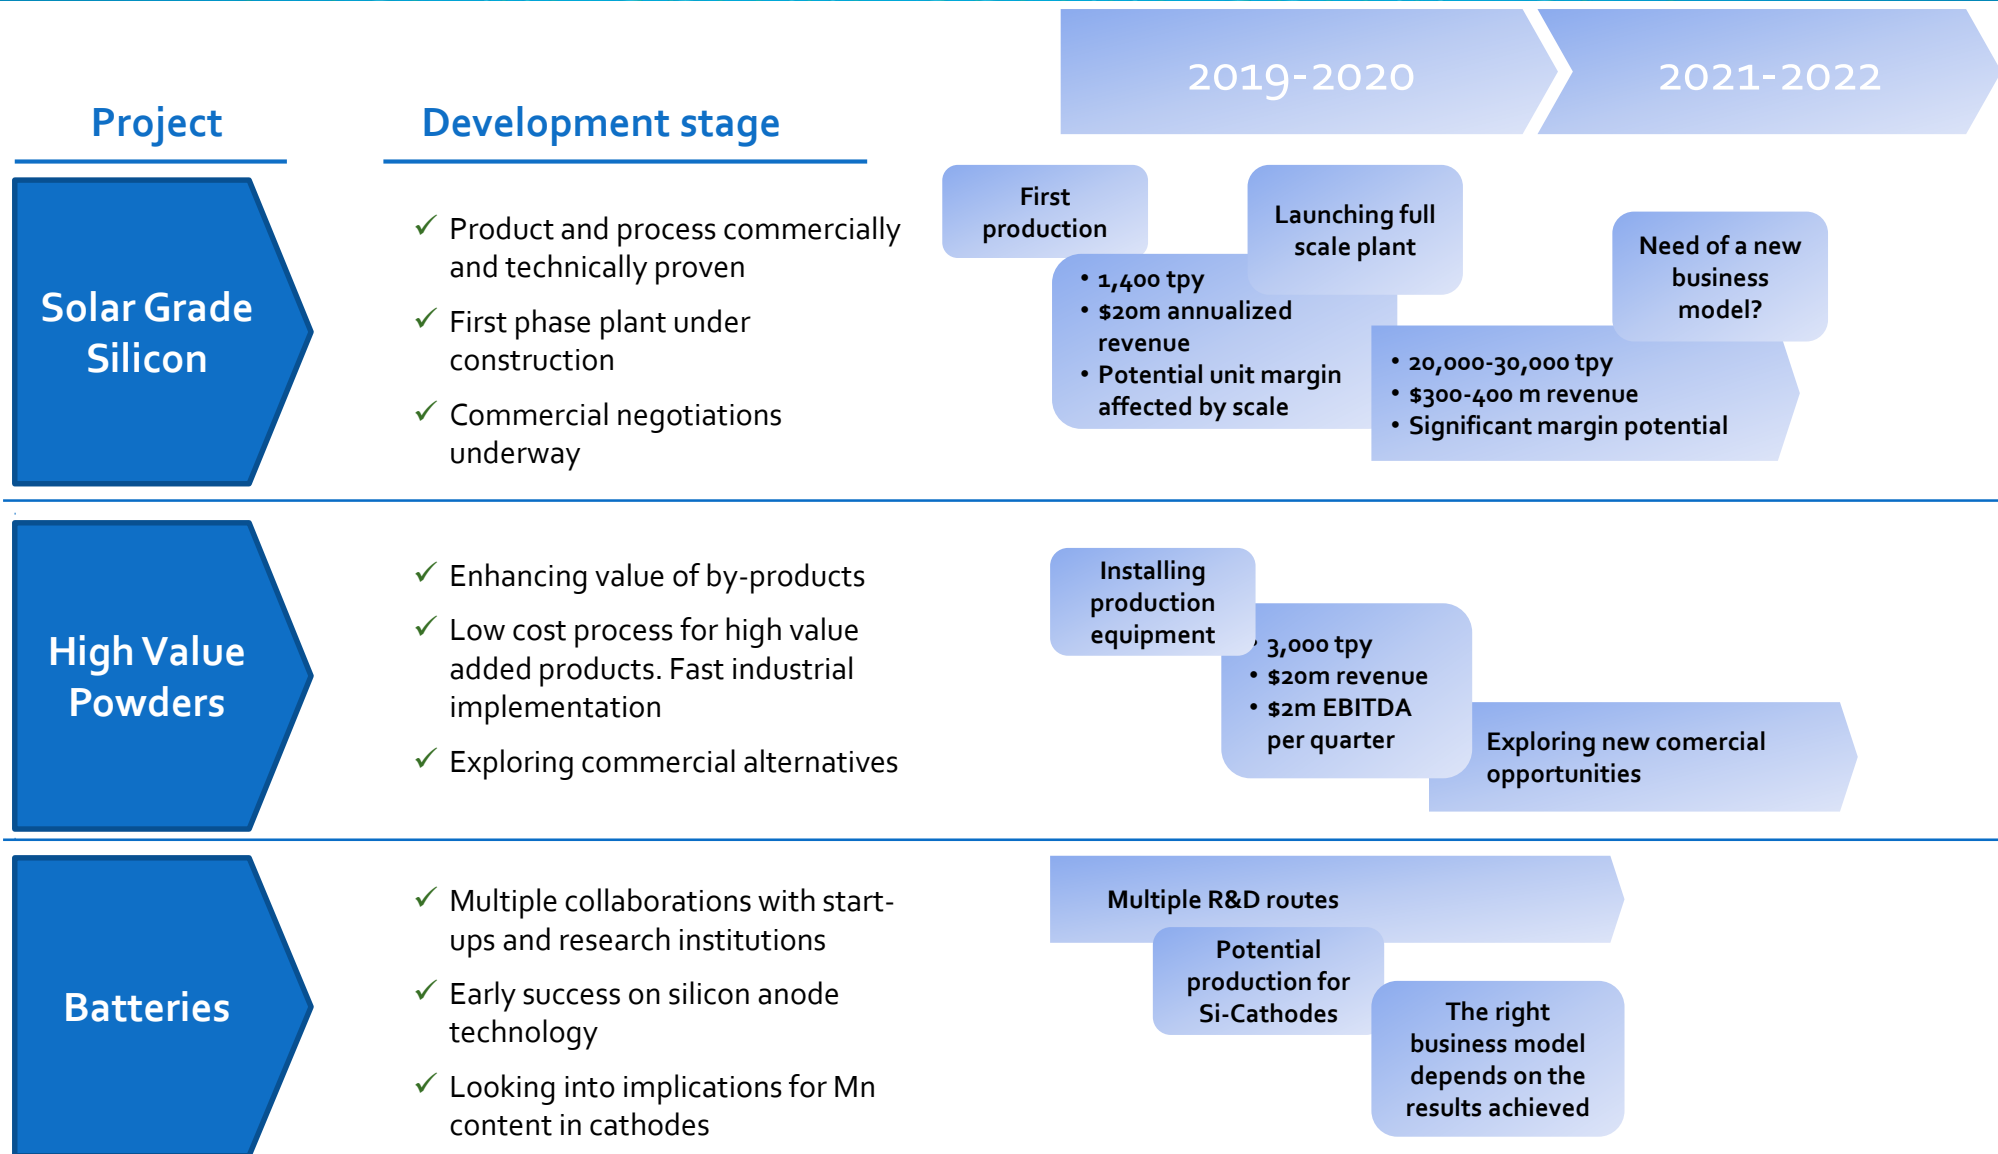 2019-2020
2021-2022
Project
Development stage
Solar Grade
Silicon
✓ Product and process commercially
and technically proven
✓ First phase plant under
construction
✓ Commercial negotiations
underway
First
production
• 1,400 tpy
• $20m annualized
revenue
• Potential unit margin
affected by scale
Launching full
scale plant
• 20,000-30,000 tpy
• $300-400 m revenue
• Significant margin potential
Need of a new
business
model?
High Value
Powders
✓ Enhancing value of by-products
✓ Low cost process for high value
added products. Fast industrial
implementation
✓ Exploring commercial alternatives
Installing
production
equipment
• 3,000 tpy
• $20m revenue
• $2m EBITDA
per quarter
Exploring new comercial
opportunities
Batteries
✓ Multiple collaborations with start-
ups and research institutions
✓ Early success on silicon anode
technology
✓ Looking into implications for Mn
content in cathodes
Multiple R&D routes
Potential
production for
Si-Cathodes
The right
business model
depends on the
results achieved